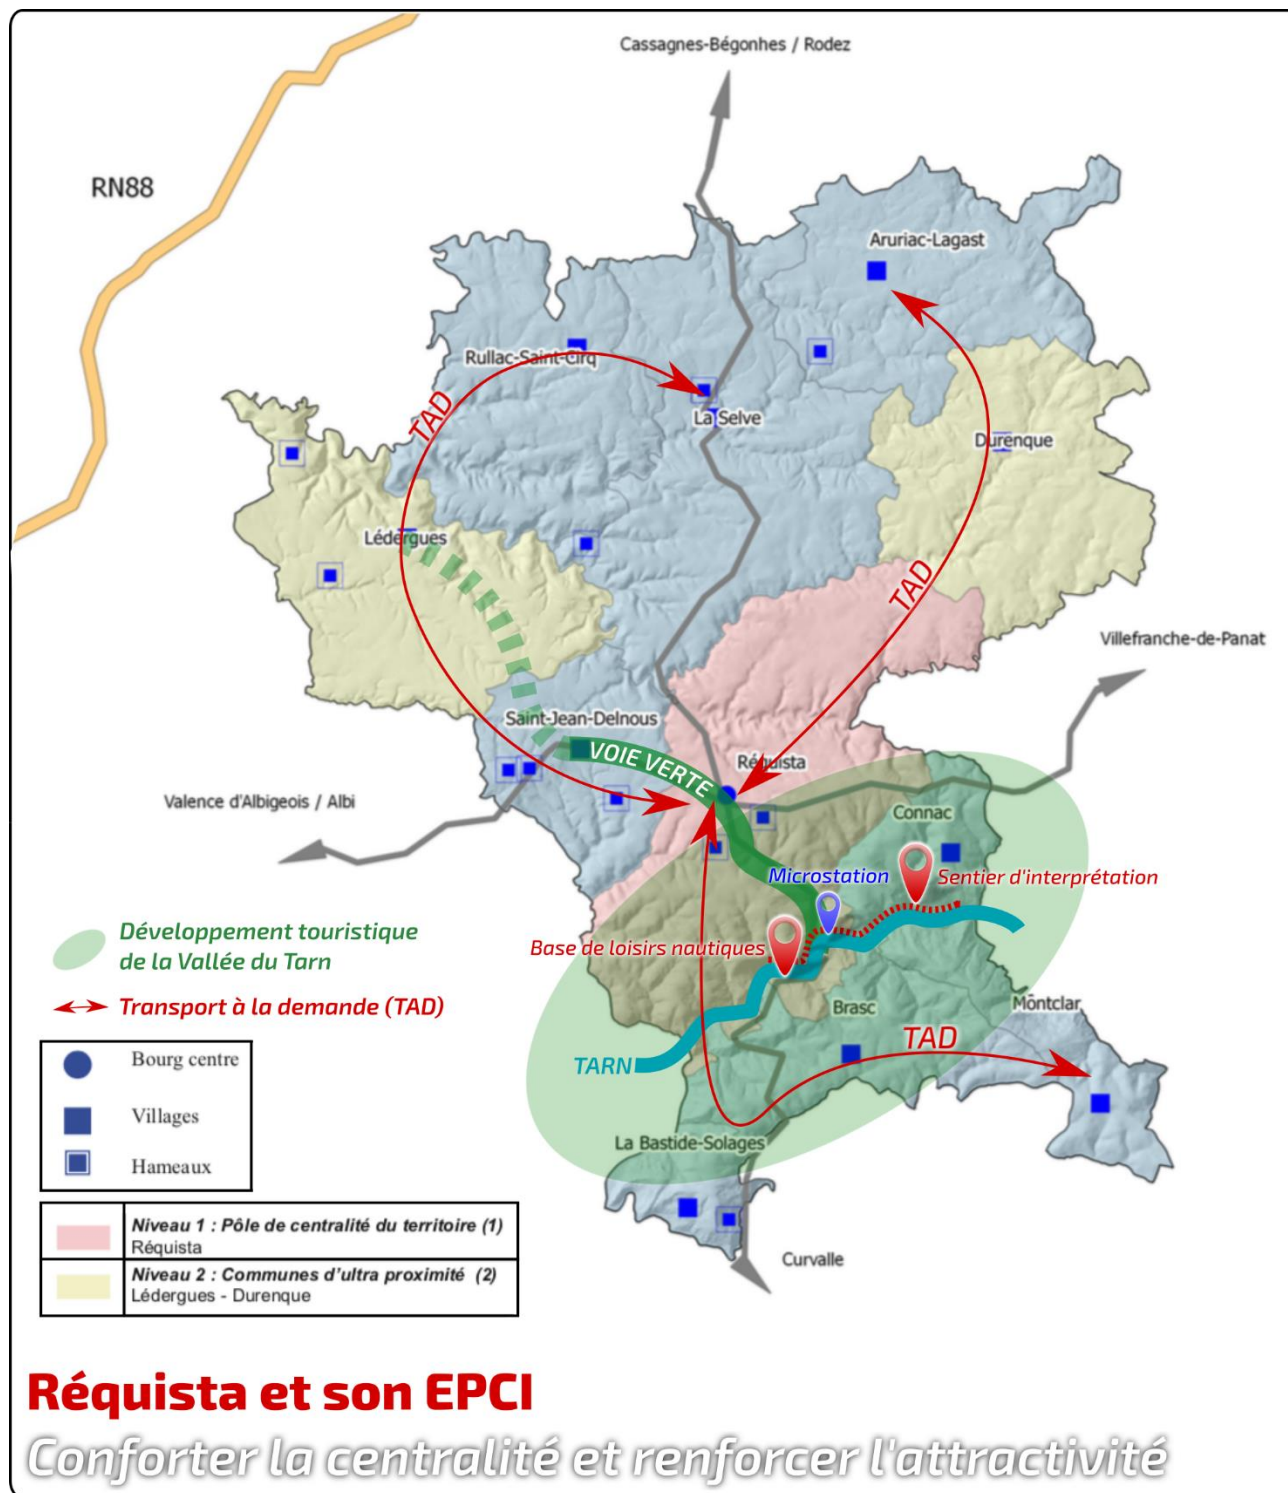 Cassagnes-Bégonhes / Rodez
RN88
Aruriac-Lagast
Rullac-Saint-Cirq
TAD
La Selve
Durenque
Lédergues
TAD
Villefranche-de-Panat
Saint-Jean-Delnous
VOIE VERTE
Réquista
Valence d'Albigeois / Albi
Connac
Microstation
Sentier d'interprétation
Base de loisirs nautiques
Développement touristique
de la Vallée du Tarn
Transport à la demande (TAD)
Brasc
Montclar
TAD
TARN
Bourg centre
Villages
Hameaux
La Bastide-Solages
Curvalle
Niveau 1 : Pôle de centralité du territoire (1)
Réquista
Niveau 2 : Communes d'ultra proximité (2)
Lédergues - Durenque
Réquista et son EPCI
Conforter la centralité et renforcer l'attractivité